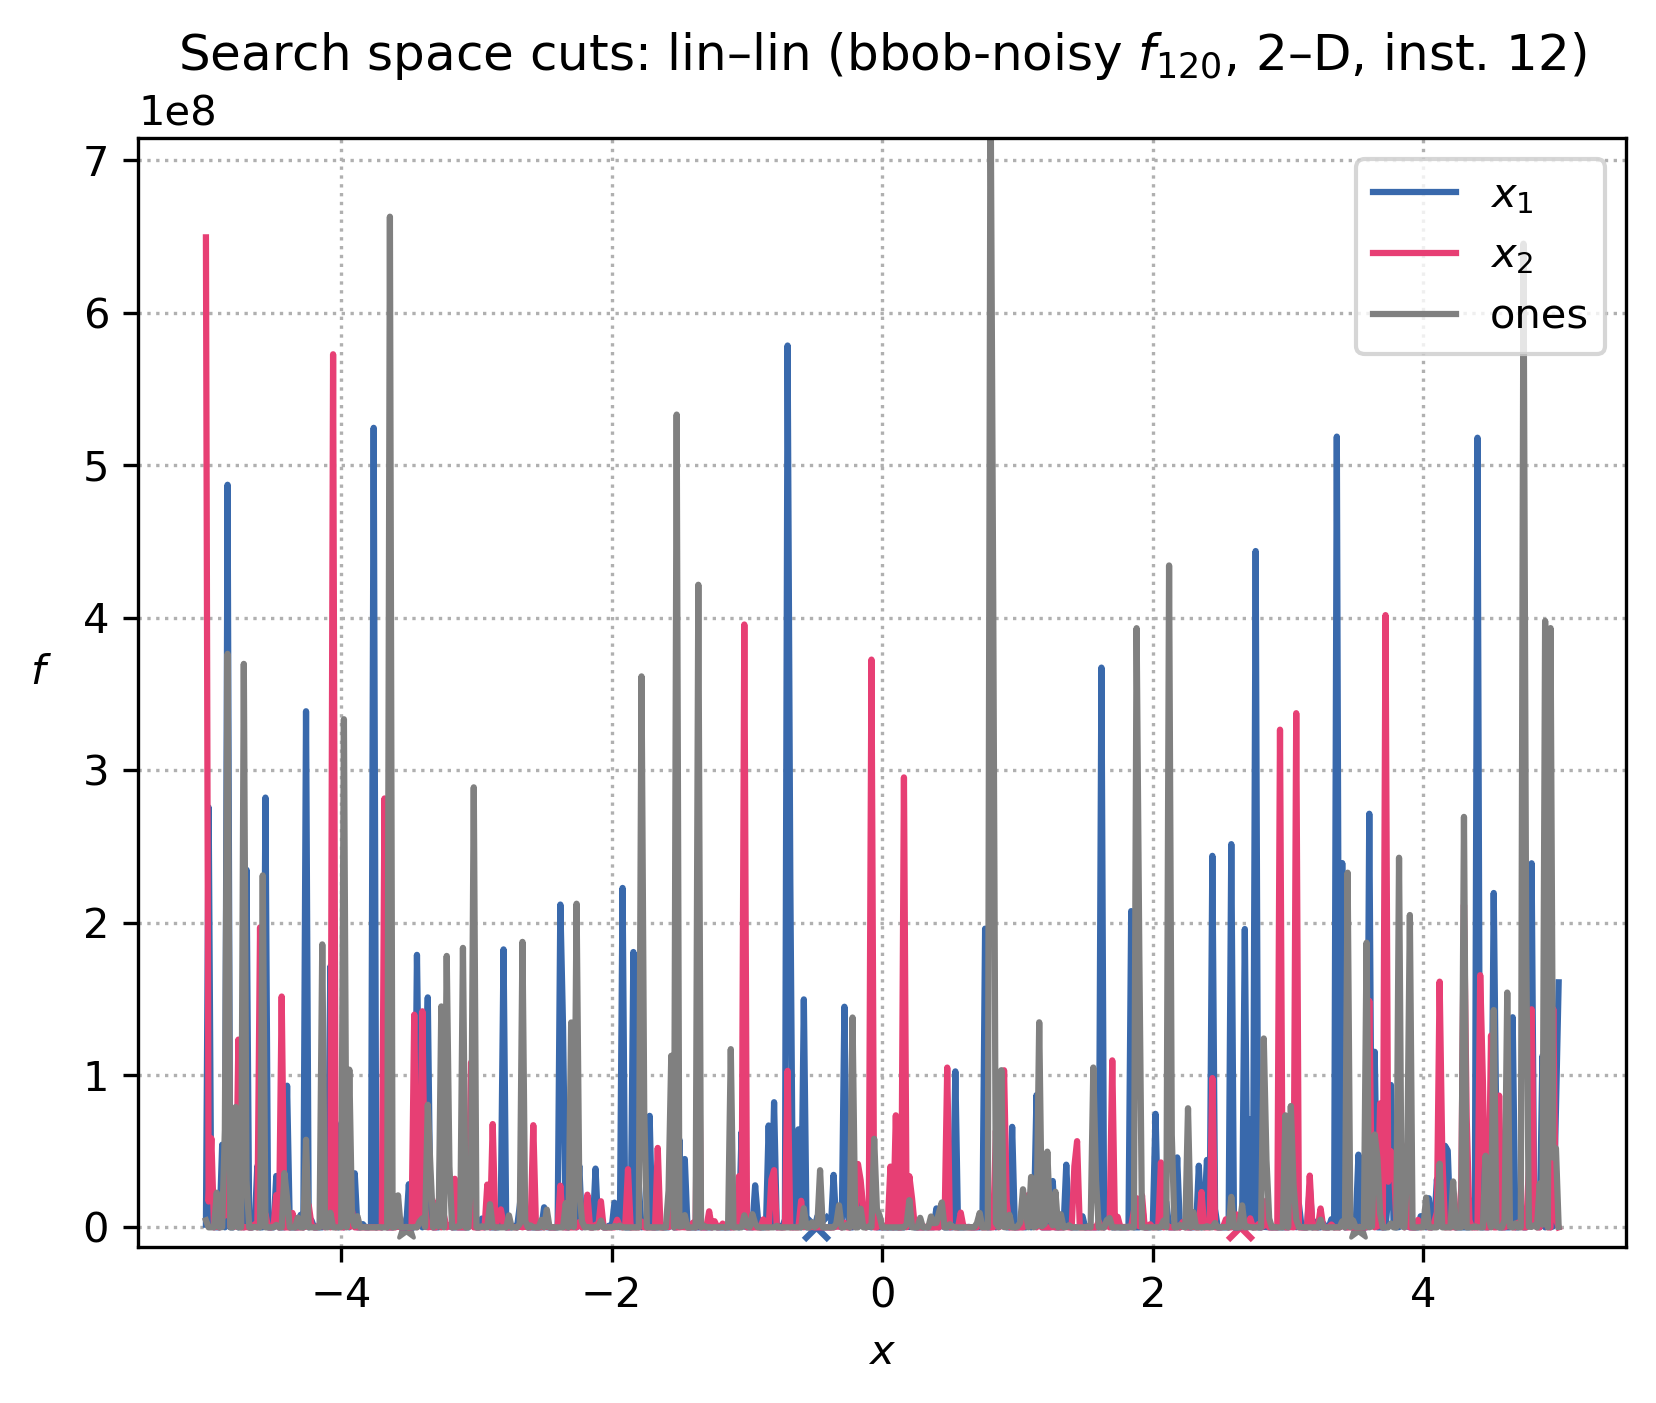 Search space cuts: lin–lin (bbob-noisy f₁₂₀, 2–D, inst. 12)
1e8
7
6
5
4
3
2
1
0
f
−4
−2
0
2
4
x
x₁
x₂
ones